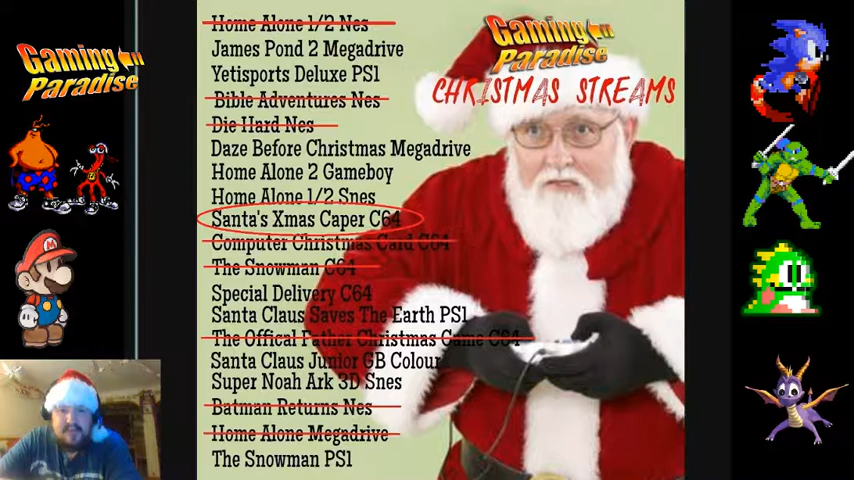 Gaming in
Paradise
Home Alone 1/2 Nes
James Pond 2 Megadrive
Yetisports Deluxe PS1
Bible Adventures Nes
Die Hard Nes
Daze Before Christmas Megadrive
Home Alone 2 Gameboy
Home Alone 1/2 Snes
Santa's Xmas Caper C64
Computer Christmas Card C64
The Snowman C64
Special Delivery C64
Santa Claus Saves The Earth PS1
The Offical Father Christmas Game C64
Santa Claus Junior GB Colour
Super Noah Ark 3D Snes
Batman Returns Nes
Home Alone Megadrive
The Snowman PS1
Gaming in
Paradise
CHRISTMAS STREAMS